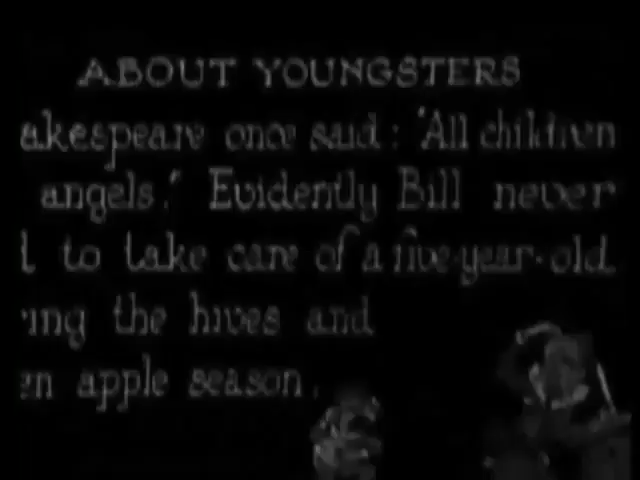 ABOUT YOUNGSTERS
akespeare once said: 'All children
angels.' Evidently Bill never
to take care of a five-year-old
ing the hives and
en apple season.